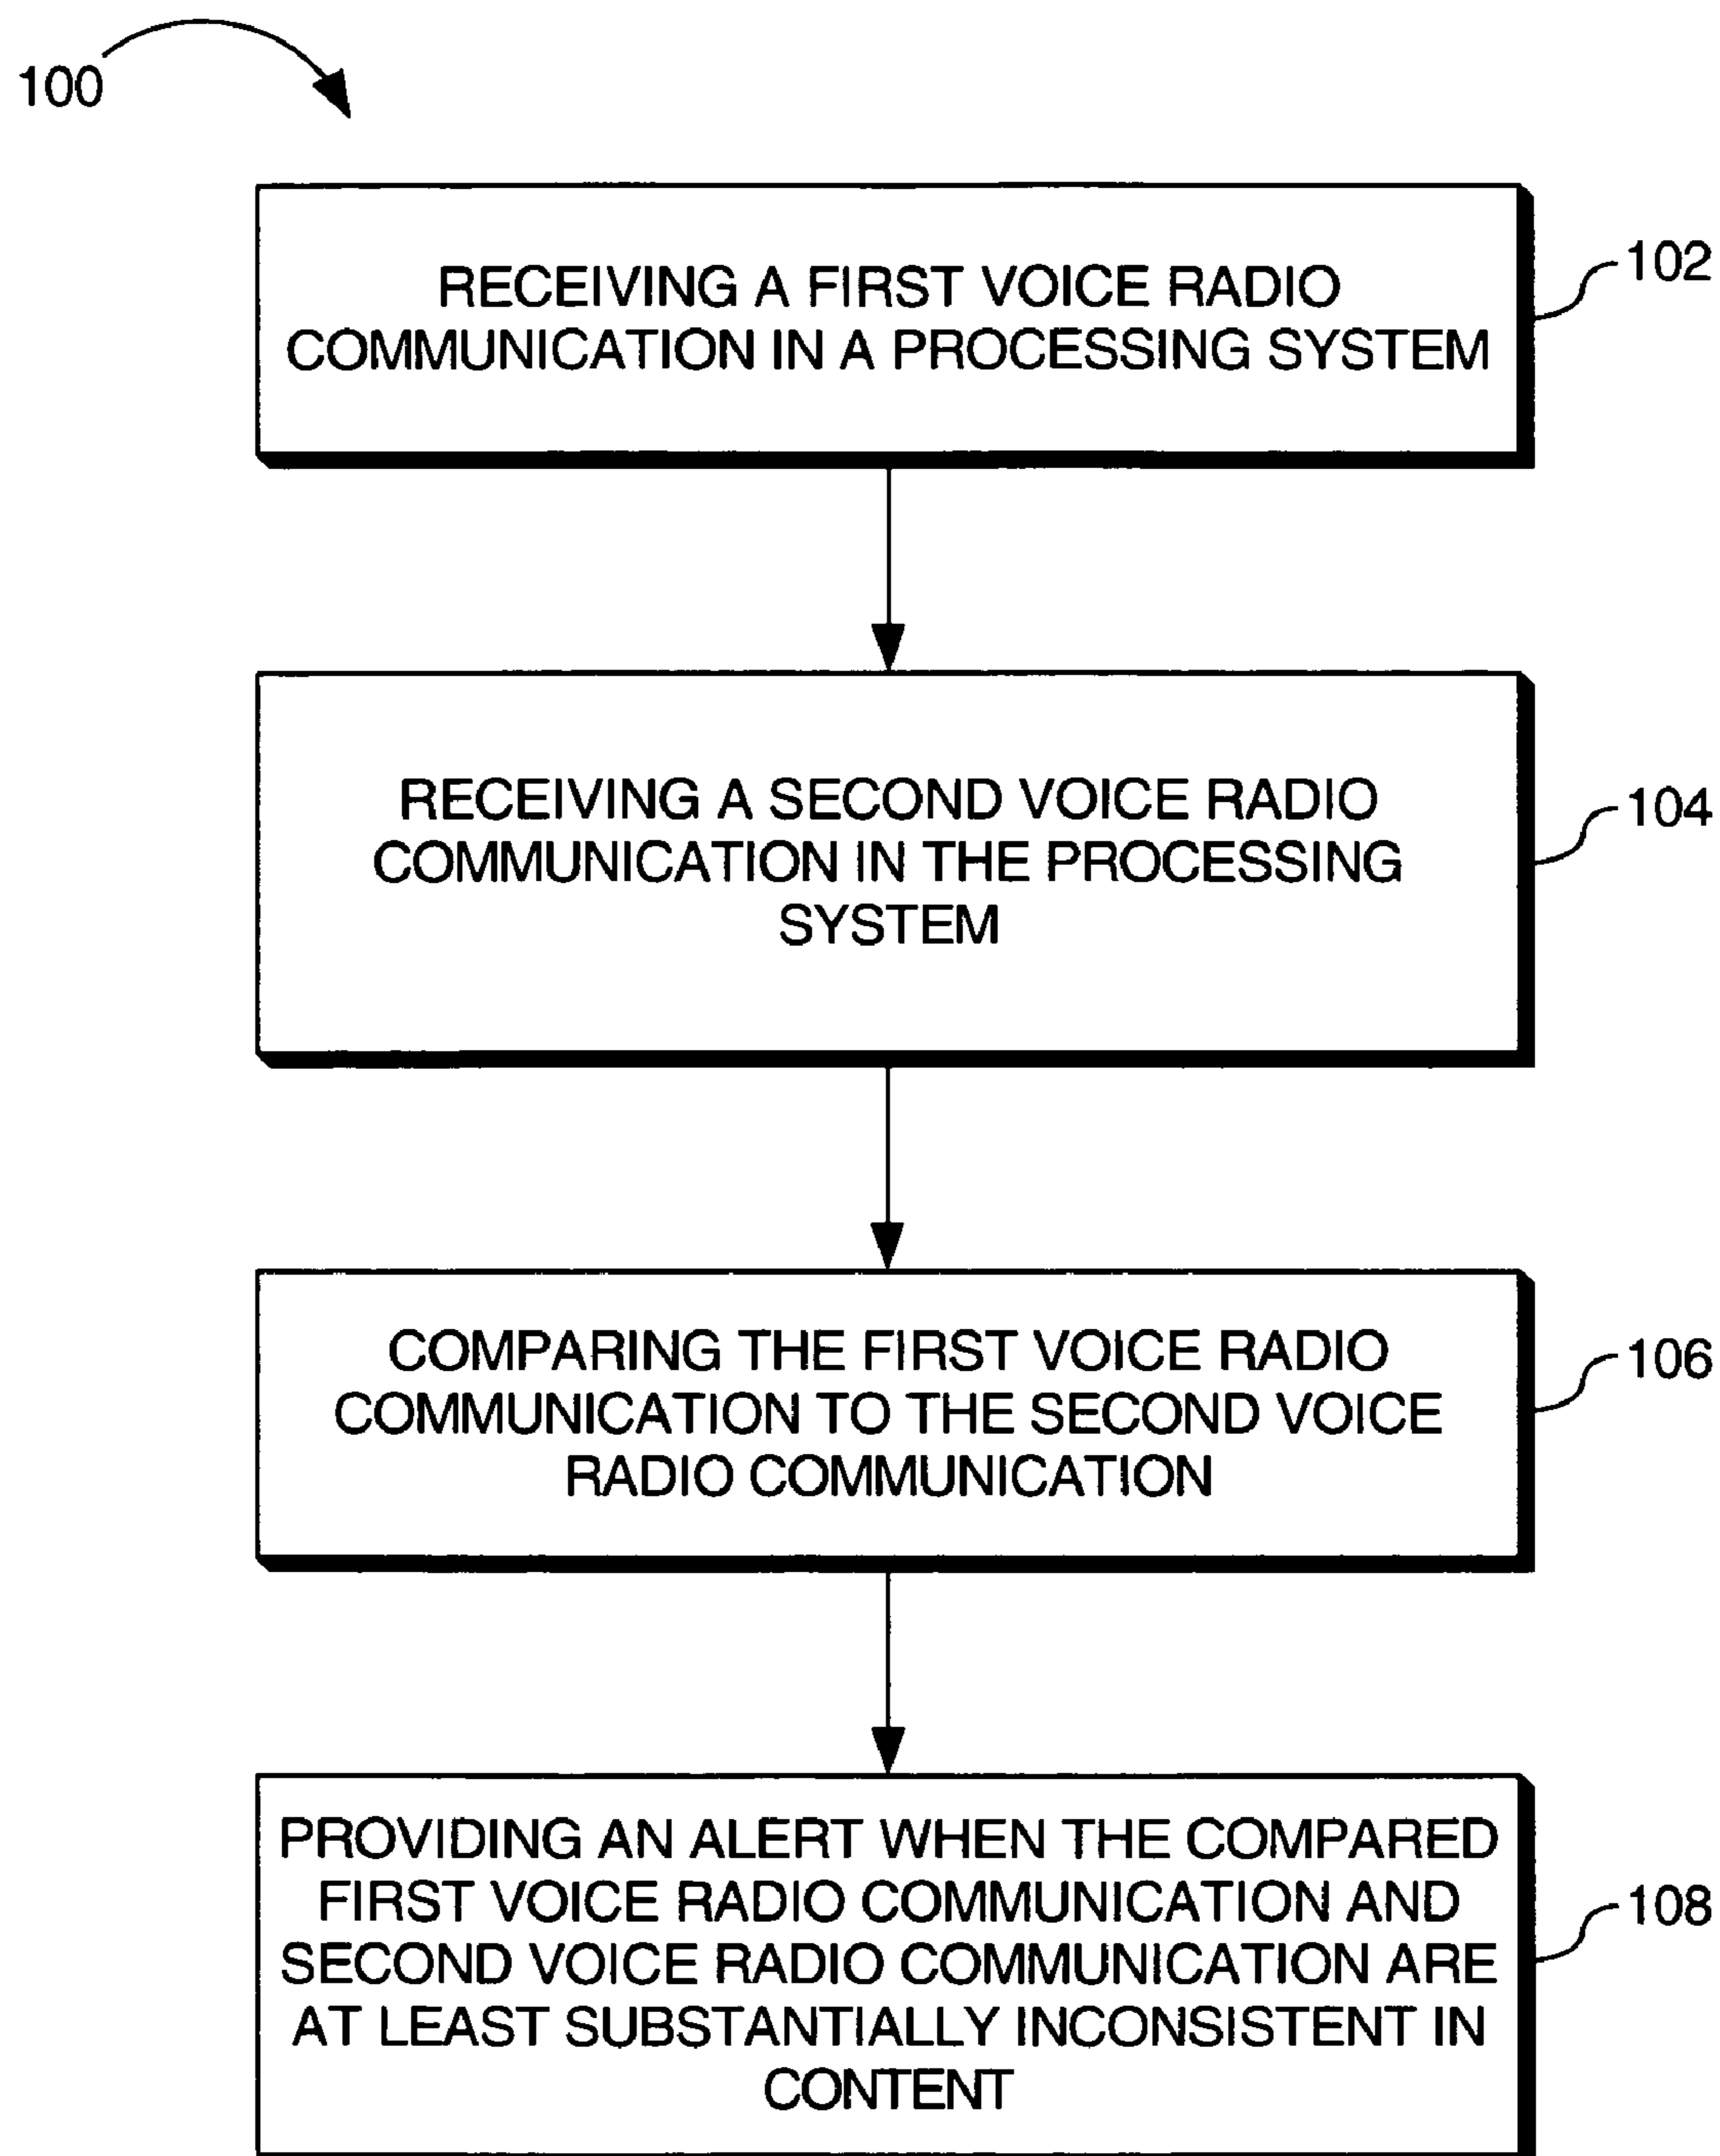 100
RECEIVING A FIRST VOICE RADIO
COMMUNICATION IN A PROCESSING SYSTEM
102
RECEIVING A SECOND VOICE RADIO
COMMUNICATION IN THE PROCESSING
SYSTEM
104
COMPARING THE FIRST VOICE RADIO
COMMUNICATION TO THE SECOND VOICE
RADIO COMMUNICATION
106
PROVIDING AN ALERT WHEN THE COMPARED
FIRST VOICE RADIO COMMUNICATION AND
SECOND VOICE RADIO COMMUNICATION ARE
AT LEAST SUBSTANTIALLY INCONSISTENT IN
CONTENT
108